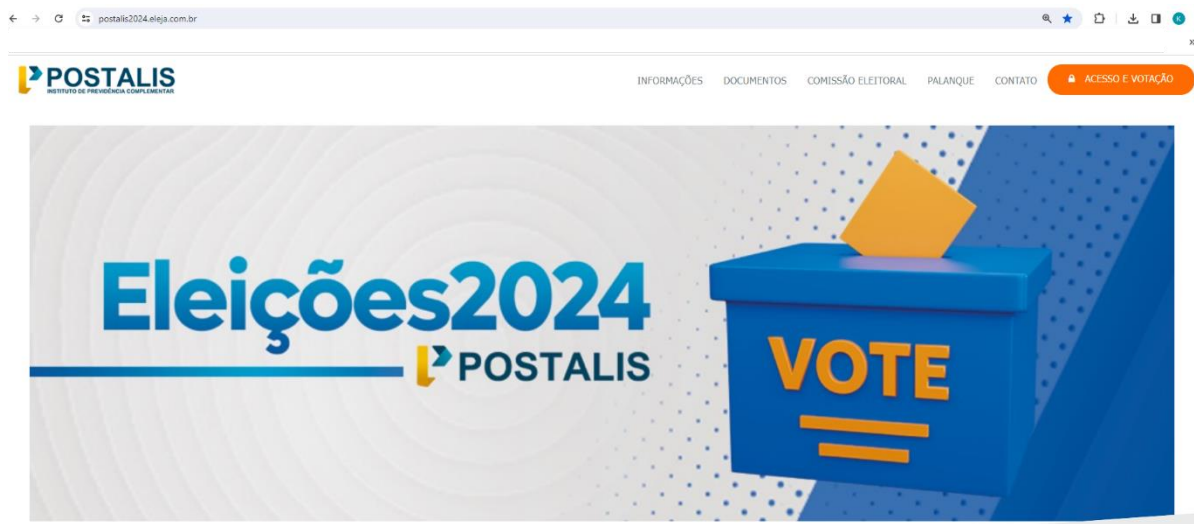 postalis2024.eleja.com.br
K
POSTALIS
INSTITUTO DE PREVIDÊNCIA COMPLEMENTAR
INFORMAÇÕES DOCUMENTOS COMISSÃO ELEITORAL PALANQUE CONTATO ACESSO E VOTAÇÃO
Eleições2024
POSTALIS
VOTE